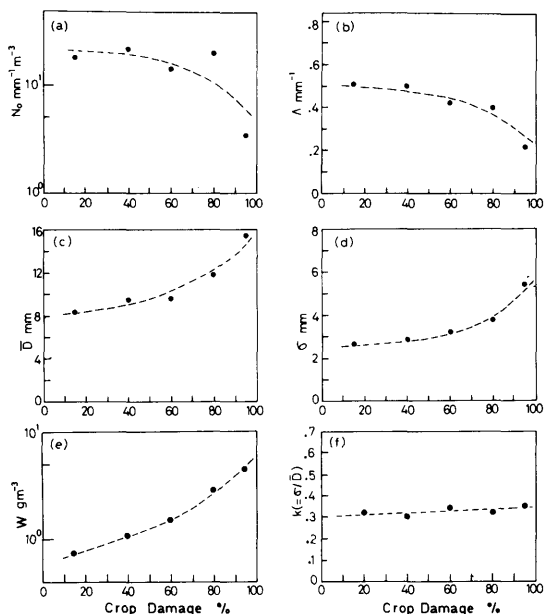 (a)
N₀ mm⁻¹ m⁻³
10¹
10⁰
0 20 40 60 80 100
(b)
Λ mm⁻¹
.8
.6
.4
.2
0
0 20 40 60 80 100
(c)
D̅ mm
16
12
8
4
0
0 20 40 60 80 100
(d)
σ mm
8
6
4
2
0
0 20 40 60 80 100
(e)
W gm⁻³
10¹
10⁰
0 20 40 60 80 100
Crop Damage %
(f)
k(=σ/D̅)
.7
.6
.5
.4
.3
.2
.1
0
0 20 40 60 80 100
Crop Damage %